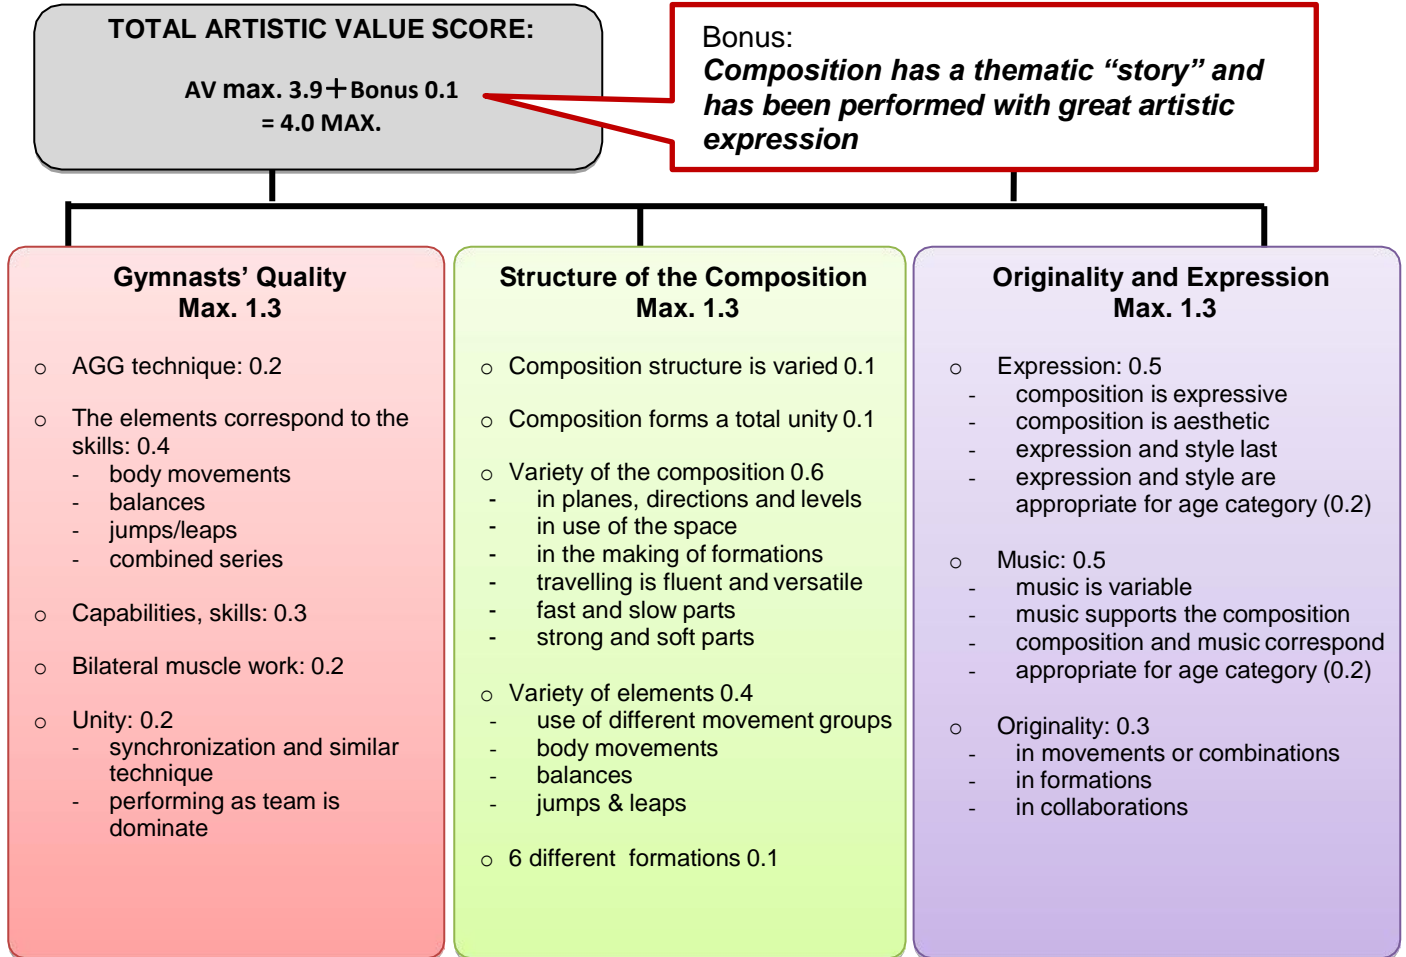 TOTAL ARTISTIC VALUE SCORE:
AV max. 3.9+Bonus 0.1
= 4.0 MAX.
Bonus:
Composition has a thematic “story” and
has been performed with great artistic
expression
Gymnasts’ Quality
Max. 1.3
o AGG technique: 0.2
o The elements correspond to the
skills: 0.4
- body movements
- balances
- jumps/leaps
- combined series
o Capabilities, skills: 0.3
o Bilateral muscle work: 0.2
o Unity: 0.2
- synchronization and similar
technique
- performing as team is
dominate
Structure of the Composition
Max. 1.3
o Composition structure is varied 0.1
o Composition forms a total unity 0.1
o Variety of the composition 0.6
- in planes, directions and levels
- in use of the space
- in the making of formations
- travelling is fluent and versatile
- fast and slow parts
- strong and soft parts
o Variety of elements 0.4
- use of different movement groups
- body movements
- balances
- jumps & leaps
o 6 different formations 0.1
Originality and Expression
Max. 1.3
o Expression: 0.5
- composition is expressive
- composition is aesthetic
- expression and style last
- expression and style are
appropriate for age category (0.2)
o Music: 0.5
- music is variable
- music supports the composition
- composition and music correspond
- appropriate for age category (0.2)
o Originality: 0.3
- in movements or combinations
- in formations
- in collaborations